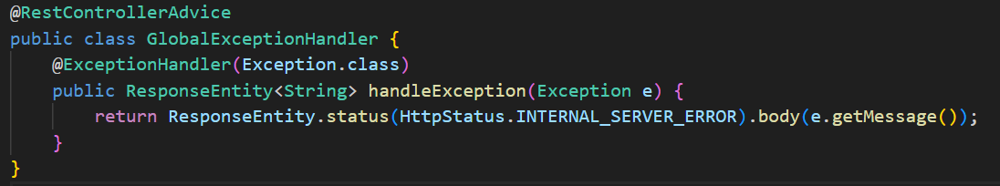 @RestControllerAdvice
public class GlobalExceptionHandler {
    @ExceptionHandler(Exception.class)
    public ResponseEntity<String> handleException(Exception e) {
        return ResponseEntity.status(HttpStatus.INTERNAL_SERVER_ERROR).body(e.getMessage());
    }
}